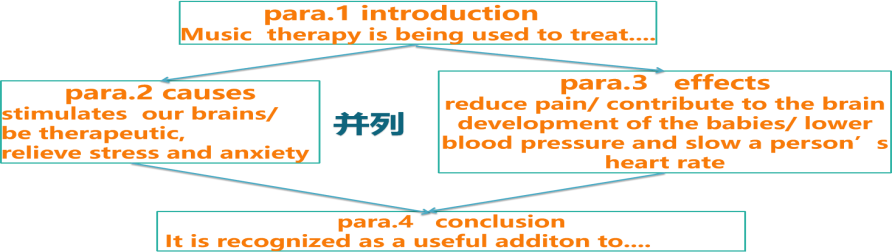 para.1 introduction
Music therapy is being used to treat....
para.2 causes
stimulates our brains/
be therapeutic,
relieve stress and anxiety
并列
para.3 effects
reduce pain/ contribute to the brain
development of the babies/ lower
blood pressure and slow a person’s
heart rate
para.4 conclusion
It is recognized as a useful additon to....